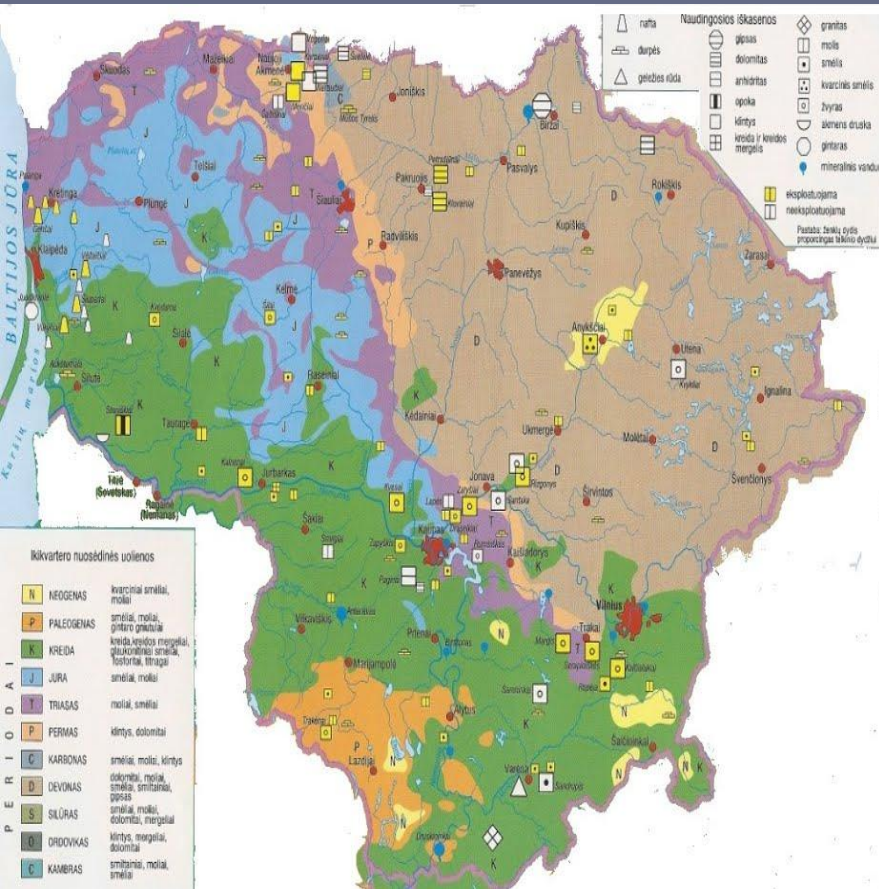 Naudingosios iškasenos
nafta
durpės
geležies rūda
gipsas
dolomitas
anhidritas
opoka
klintys
kreida ir kreidos
mergelis
granitas
molis
smėlis
kvarcinis smėlis
žvyras
akmens druska
gintaras
mineralinis vanduo
eksploatuojama
neeksploatuojama
Pastaba: ženklų dydis
proporcingas telkinio dydžiui
BALTIJOS JŪRA
Kuršių marios
Skuodas
Mažeikiai
Naujoji
Akmenė
Joniškis
Biržai
Pasvalys
Pakruojis
Petrašiūnai
Klovainiai
Rokiškis
Palanga
Kretinga
Plungė
Telšiai
Šiauliai
Radviliškis
Kupiškis
Zarasai
Klaipėda
Panevėžys
Kelmė
Anykščiai
Utena
Šilalė
Šilutė
Raseiniai
Kėdainiai
Ignalina
Tauragė
Ukmergė
Molėtai
Švenčionys
Jurbarkas
Jonava
Širvintos
Tilžė
(Sovetskas)
Ragainė
(Nemanas)
Šakiai
Kaunas
Kaišiadorys
Vilnius
Vilkaviškis
Prienai
Birštonas
Trakai
Marijampolė
Alytus
Šalčininkai
Lazdijai
Varėna
Druskininkai
J
T
C
P
K
D
N
Ikikvartero nuosėdinės uolienos
PERIODAI
N NEOGENAS kvarciniai smėliai,
moliai
P PALEOGENAS smėliai, moliai,
gintaro gniutulai
K KREIDA kreida,kreidos mergeliai,
glaukonitiniai smėliai,
fosforitai, titnagai
J JURA smėliai, moliai
T TRIASAS moliai, smėliai
P PERMAS klintys, dolomitai
C KARBONAS smėliai, moliai, klintys
D DEVONAS dolomitai, moliai,
smėliai, smiltainiai,
gipsas
S SILŪRAS smėliai, moliai,
dolomitai, mergeliai
O ORDOVIKAS klintys, mergeliai,
dolomitai
C KAMBRAS smiltainiai, moliai,
smėliai